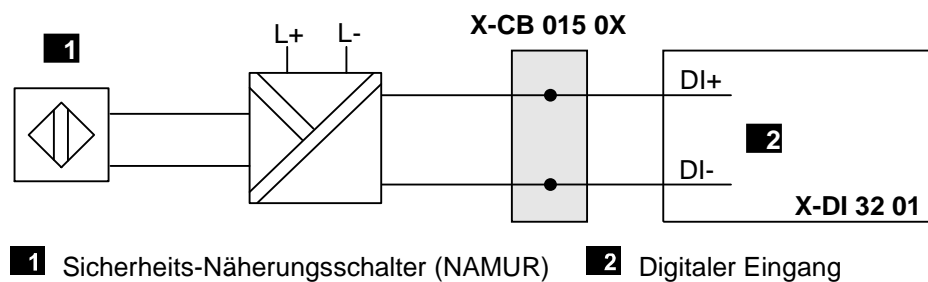 X-CB 015 0X
L+ L-
1
DI+
2
DI-
X-DI 32 01
1 Sicherheits-Näherungsschalter (NAMUR) 2 Digitaler Eingang